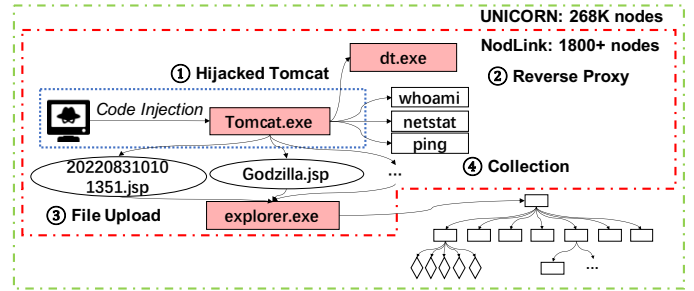 UNICORN: 268K nodes
NodLink: 1800+ nodes
① Hijacked Tomcat
dt.exe
② Reverse Proxy
Code Injection
Tomcat.exe
whoami
netstat
ping
20220831010
1351.jsp
Godzilla.jsp
...
④ Collection
③ File Upload
explorer.exe
...